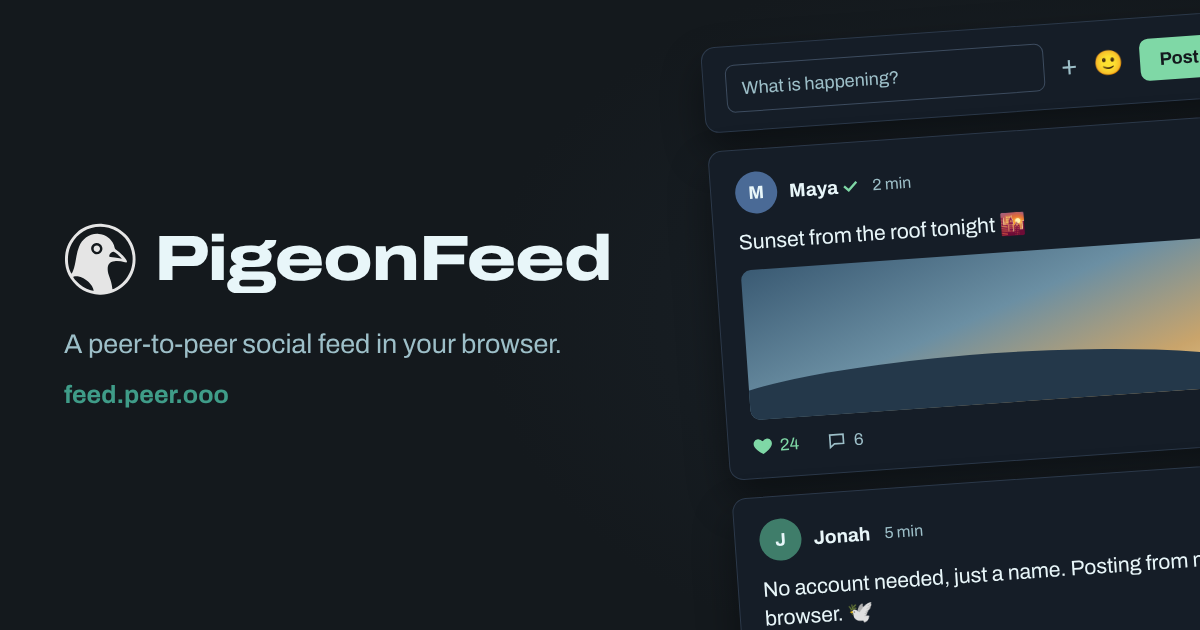 PigeonFeed
A peer-to-peer social feed in your browser.
feed.peer.ooo
What is happening?
+ 🙂 Post
M Maya ✓ 2 min
Sunset from the roof tonight 🌇
24 6
J Jonah 5 min
No account needed, just a name. Posting from
browser. 🕊️